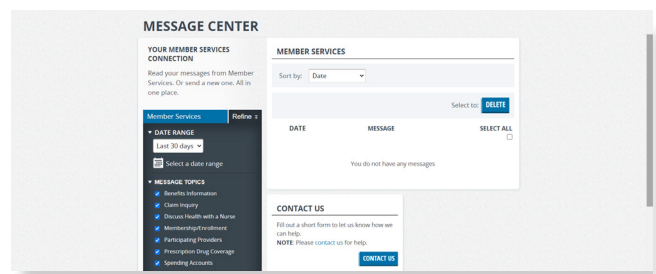 MESSAGE CENTER
YOUR MEMBER SERVICES
CONNECTION
Read your messages from Member
Services. Or send a new one. All in
one place.
Member Services Refine
DATE RANGE
Last 30 days
Select a date range
MESSAGE TOPICS
Benefits Information
Claim Inquiry
Discuss Health with a Nurse
Membership/Enrollment
Participating Providers
Prescription Drug Coverage
Spending Accounts
MEMBER SERVICES
Sort by: Date
Select to: DELETE
DATE MESSAGE SELECT ALL
You do not have any messages
CONTACT US
Fill out a short form to let us know how we
can help.
NOTE: Please contact us for help.
CONTACT US